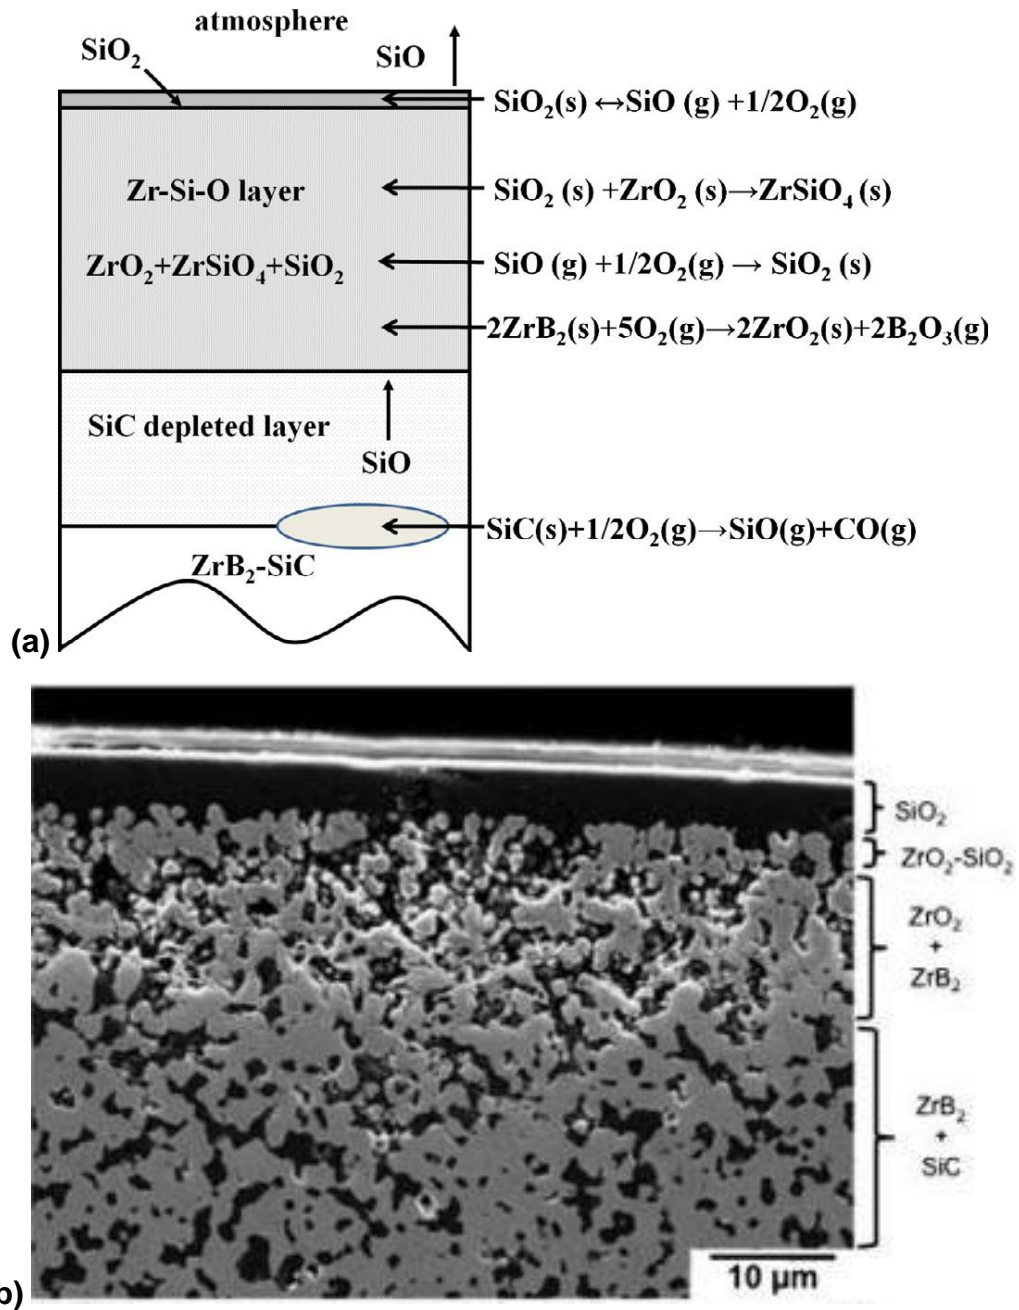 atmosphere
SiO₂
SiO
SiO₂(s) ↔SiO (g) +1/2O₂(g)
Zr-Si-O layer
SiO₂ (s) +ZrO₂ (s)→ZrSiO₄ (s)
ZrO₂+ZrSiO₄+SiO₂
SiO (g) +1/2O₂(g) → SiO₂ (s)
2ZrB₂(s)+5O₂(g)→2ZrO₂(s)+2B₂O₃(g)
SiC depleted layer
SiO
SiC(s)+1/2O₂(g)→SiO(g)+CO(g)
ZrB₂-SiC
(a)
SiO₂
ZrO₂-SiO₂
ZrO₂
+
ZrB₂
ZrB₂
+
SiC
10 µm
b)